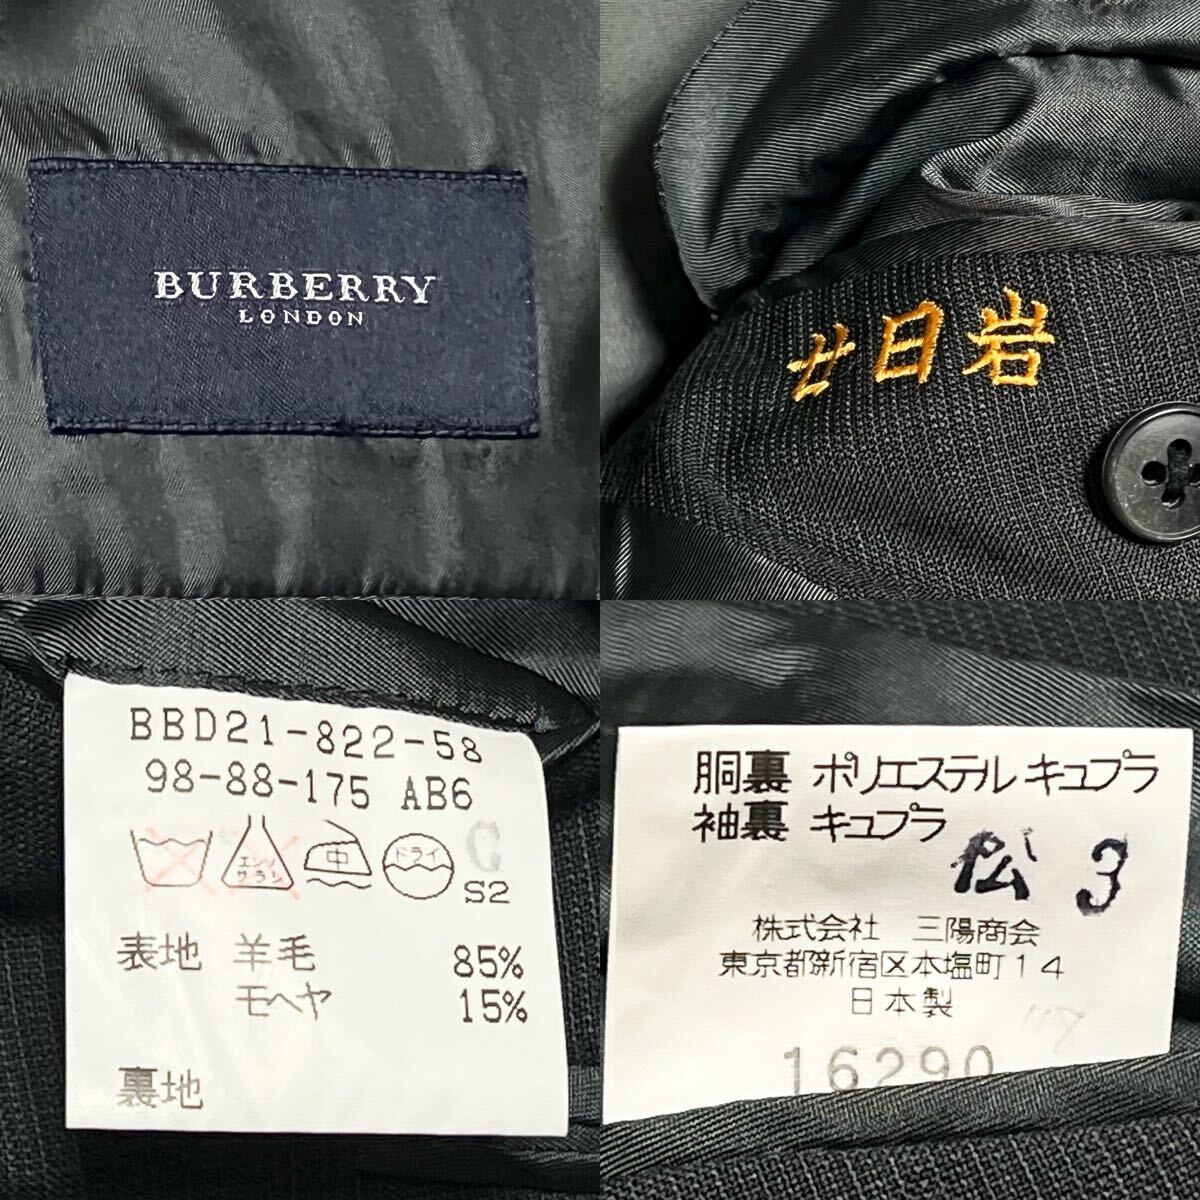 BURBERRY
LONDON
廿日岩
BBD21-822-58
98-88-175 AB6
エンソ
サラシ
中
ドライ
C
S2
表地 羊毛 85%
モヘヤ 15%
裏地
胴裏 ポリエステル キュプラ
袖裏 キュプラ
松 3
株式会社 三陽商会
東京都新宿区本塩町14
日本製
16290